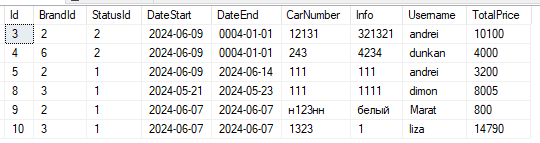 Id BrandId StatusId DateStart DateEnd CarNumber Info Username TotalPrice
3 2 2 2024-06-09 0004-01-01 12131 321321 andrei 10100
4 6 2 2024-06-09 0004-01-01 243 4234 dunkan 4000
5 2 1 2024-06-09 2024-06-14 111 111 andrei 3200
8 3 1 2024-05-21 2024-05-23 111 1111 dimon 8005
9 2 1 2024-06-07 2024-06-07 н123нн белый Marat 800
10 3 1 2024-06-07 2024-06-07 1323 1 liza 14790